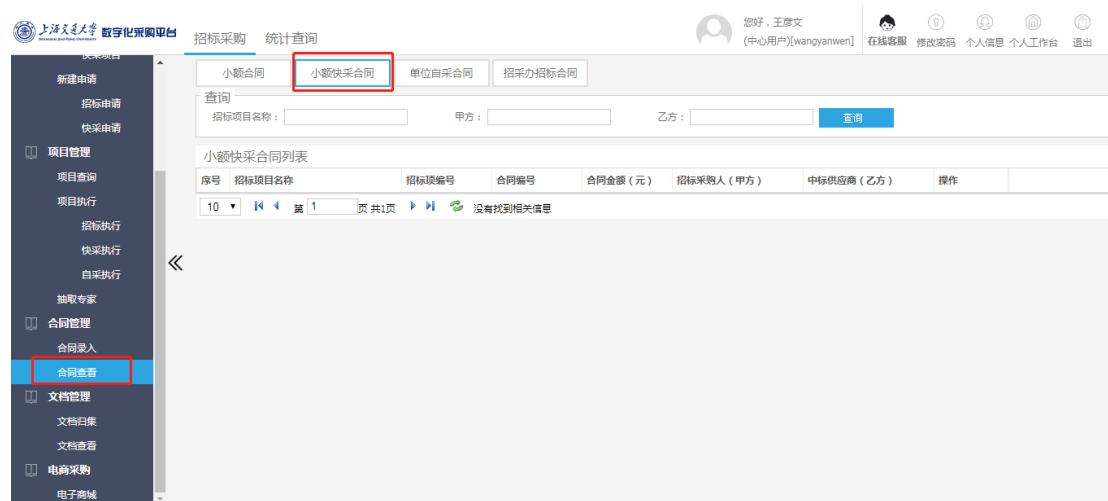 上海交通大学 数字化采购平台
招标采购 统计查询
您好，王彦文
(中心用户)[wangyanwen]
在线客服 修改密码 个人信息 个人工作台 退出
快采项目
新建申请
招标申请
快采申请
项目管理
项目查询
项目执行
招标执行
快采执行
自采执行
抽取专家
合同管理
合同录入
合同查看
文档管理
文档归集
文档查看
电商采购
电子商城
小额合同 小额快采合同 单位自采合同 招采办招标合同
查询
招标项目名称： 甲方： 乙方： 查询
小额快采合同列表
序号 招标项目名称 招标项编号 合同编号 合同金额（元） 招标采购人（甲方） 中标供应商（乙方） 操作
10 第 1 页 共1页 没有找到相关信息